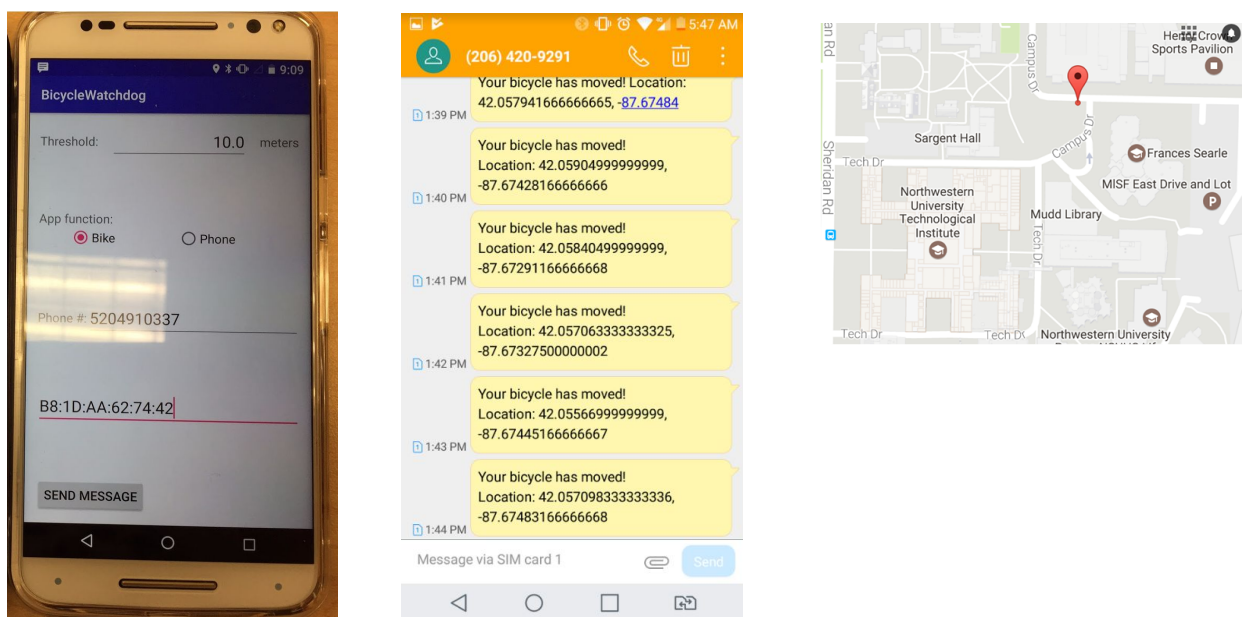 9:09
BicycleWatchdog
Threshold: 10.0 meters
App function:
Bike Phone
Phone #: 5204910337
B8:1D:AA:62:74:42
SEND MESSAGE
5:47 AM
(206) 420-9291
Your bicycle has moved! Location:
42.057941666666665, -87.67484
1:39 PM
Your bicycle has moved!
Location: 42.05904999999999,
-87.67428166666666
1:40 PM
Your bicycle has moved!
Location: 42.05840499999999,
-87.67291166666668
1:41 PM
Your bicycle has moved!
Location: 42.057063333333325,
-87.67327500000002
1:42 PM
Your bicycle has moved!
Location: 42.05566999999999,
-87.67445166666667
1:43 PM
Your bicycle has moved!
Location: 42.057098333333336,
-87.67483166666668
1:44 PM
Message via SIM card 1 Send
an Rd
Campus Dr
Henry Crown
Sports Pavilion
Sargent Hall
Campus Dr
Frances Searle
Tech Dr
Sheridan Rd
MISF East Drive and Lot
P
Northwestern
University
Technological
Institute
Mudd Library
Tech Dr
Tech Dr
Tech Dr
Northwestern University